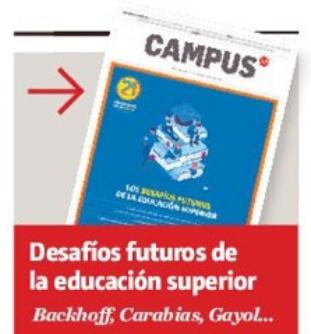 CAMPUS
LOS DESAFÍOS FUTUROS
DE LA EDUCACIÓN SUPERIOR
Desafíos futuros de
la educación superior
Backhoff, Carabias, Gayol...